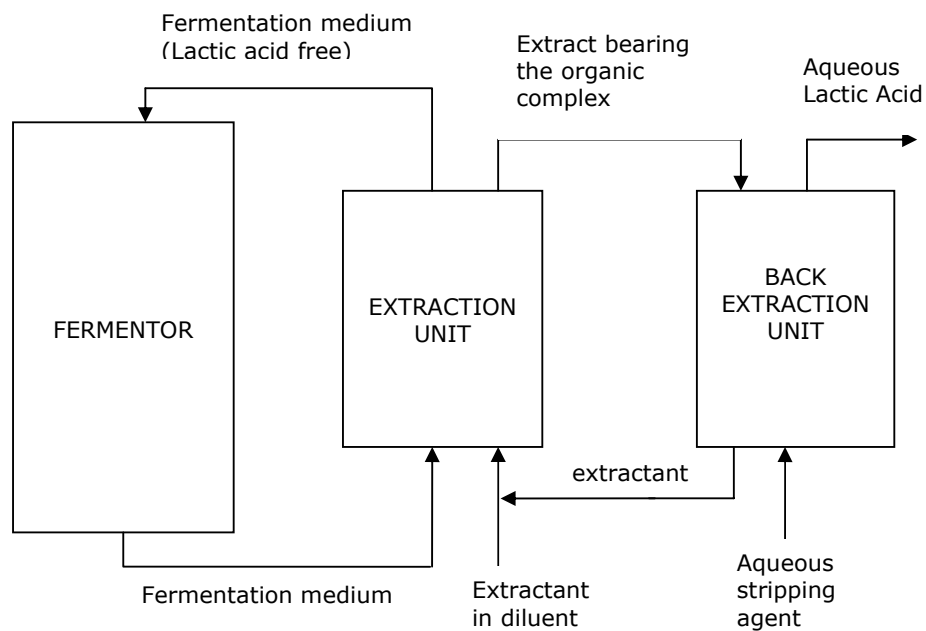 Fermentation medium
(Lactic acid free)
Extract bearing
the organic
complex
Aqueous
Lactic Acid
FERMENTOR
EXTRACTION
UNIT
BACK
EXTRACTION
UNIT
extractant
Fermentation medium
Extractant
in diluent
Aqueous
stripping
agent